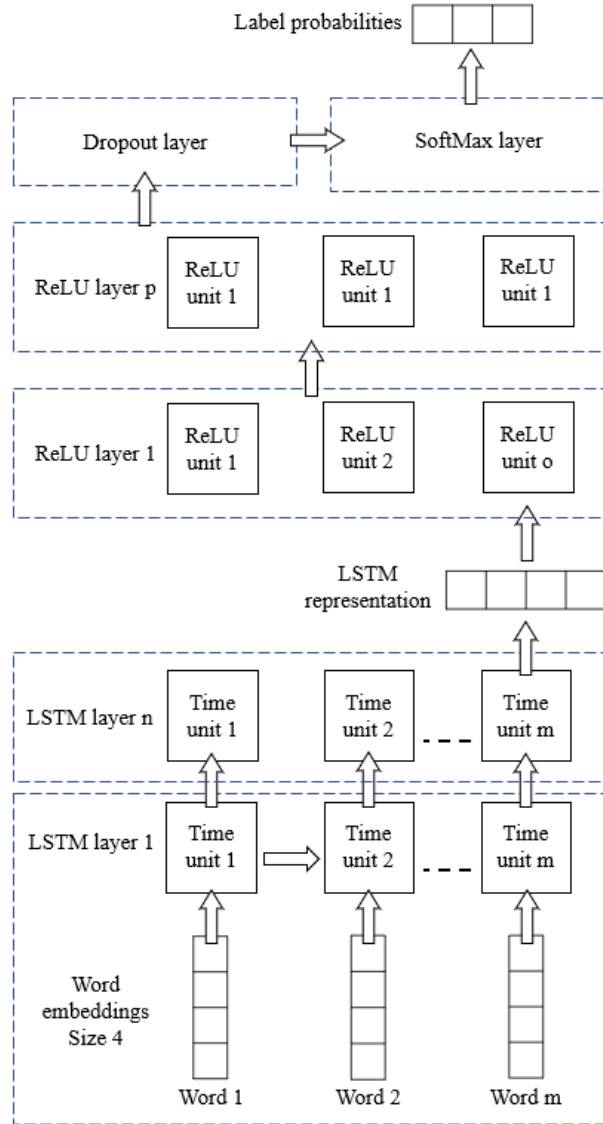 Label probabilities
Dropout layer
SoftMax layer
ReLU layer p
ReLU
unit 1
ReLU
unit 1
ReLU
unit 1
ReLU layer 1
ReLU
unit 1
ReLU
unit 2
ReLU
unit o
LSTM
representation
LSTM layer n
Time
unit 1
Time
unit 2
Time
unit m
LSTM layer 1
Time
unit 1
Time
unit 2
Time
unit m
Word
embeddings
Size 4
Word 1
Word 2
Word m